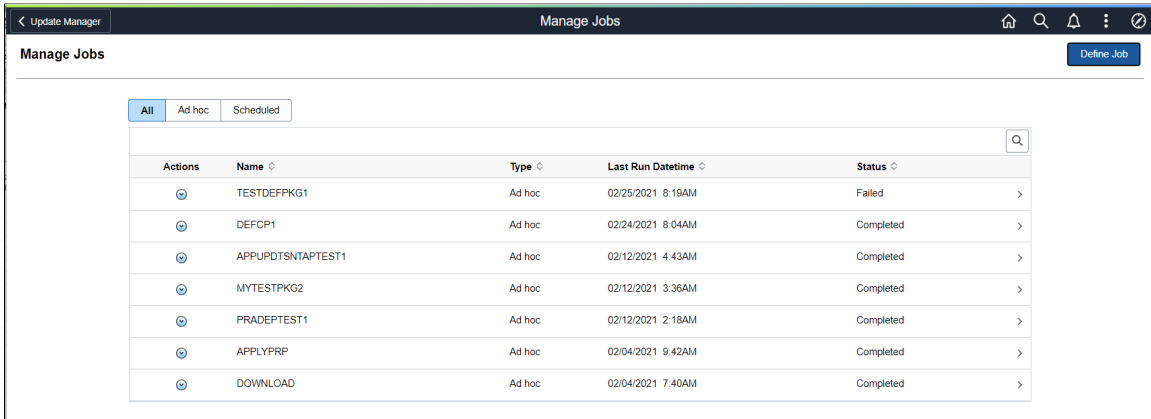 Update Manager Manage Jobs
Manage Jobs Define Job
All Ad hoc Scheduled
Actions Name Type Last Run Datetime Status
TESTDEFPKG1 Ad hoc 02/25/2021 8:19AM Failed
DEFCP1 Ad hoc 02/24/2021 8:04AM Completed
APPUPDTSNTAPTEST1 Ad hoc 02/12/2021 4:43AM Completed
MYTESTPKG2 Ad hoc 02/12/2021 3:36AM Completed
PRADEPTEST1 Ad hoc 02/12/2021 2:18AM Completed
APPLYPRP Ad hoc 02/04/2021 9:42AM Completed
DOWNLOAD Ad hoc 02/04/2021 7:40AM Completed